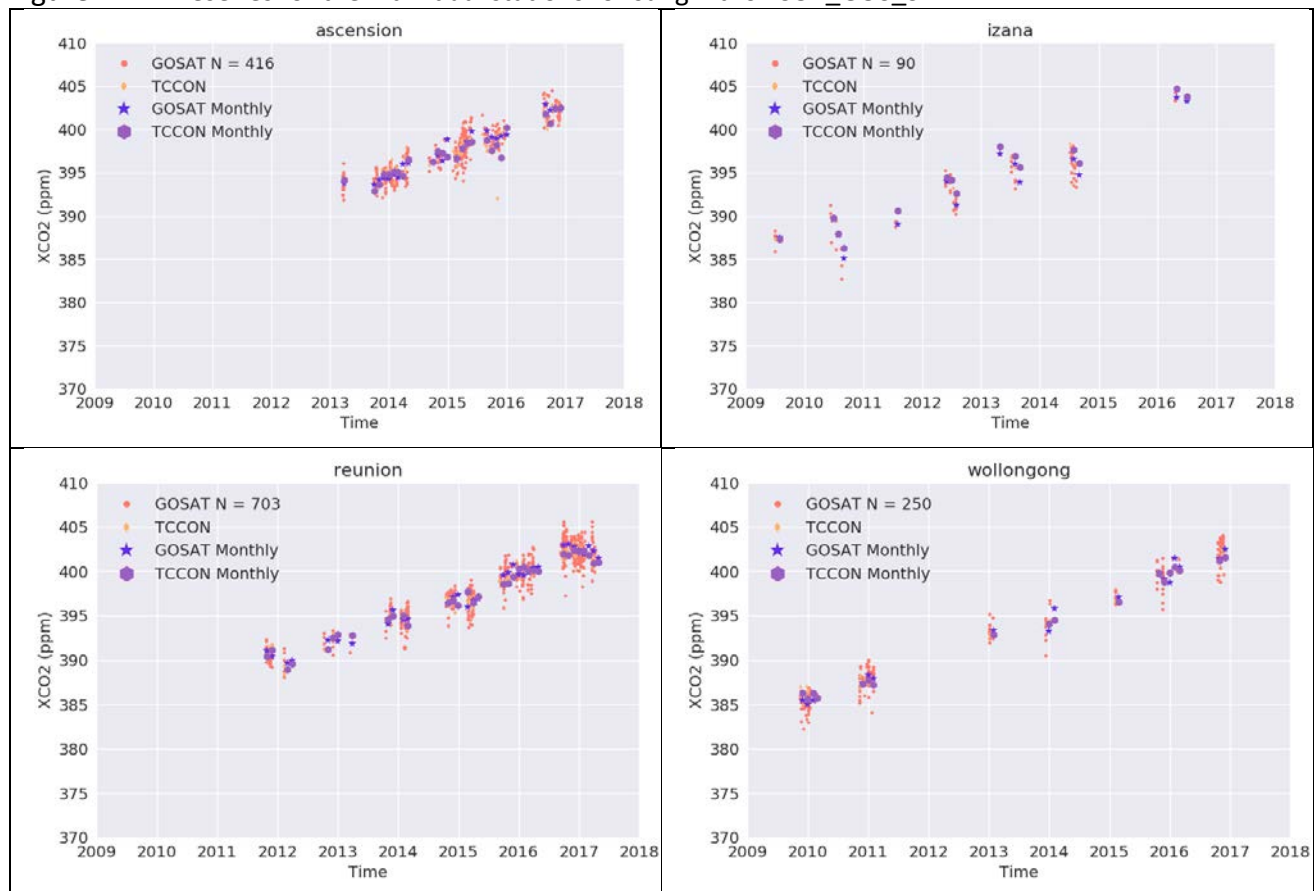 ascension
410
405
400
395
390
385
380
375
370
XCO2 (ppm)
GOSAT N = 416
TCCON
GOSAT Monthly
TCCON Monthly
2009 2010 2011 2012 2013 2014 2015 2016 2017 2018
Time
izana
410
405
400
395
390
385
380
375
370
XCO2 (ppm)
GOSAT N = 90
TCCON
GOSAT Monthly
TCCON Monthly
2009 2010 2011 2012 2013 2014 2015 2016 2017 2018
Time
reunion
410
405
400
395
390
385
380
375
370
XCO2 (ppm)
GOSAT N = 703
TCCON
GOSAT Monthly
TCCON Monthly
2009 2010 2011 2012 2013 2014 2015 2016 2017 2018
Time
wollongong
410
405
400
395
390
385
380
375
370
XCO2 (ppm)
GOSAT N = 250
TCCON
GOSAT Monthly
TCCON Monthly
2009 2010 2011 2012 2013 2014 2015 2016 2017 2018
Time